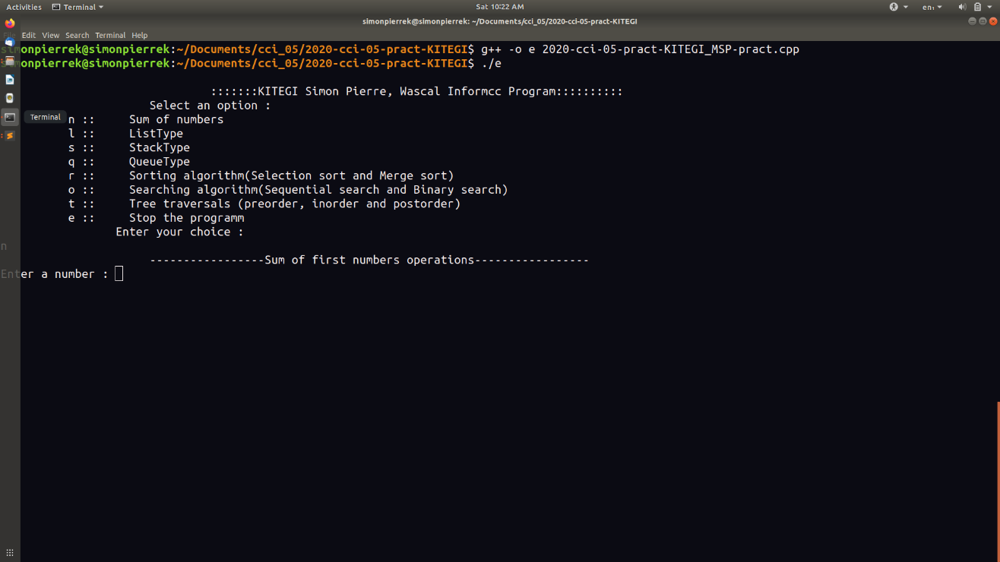 Activities Terminal Sat 10:22 AM en1
simonpierrek@simonpierrek: ~/Documents/cci_05/2020-cci-05-pract-KITEGI
Edit View Search Terminal Help
simonpierrek@simonpierrek:~/Documents/cci_05/2020-cci-05-pract-KITEGI$ g++ -o e 2020-cci-05-pract-KITEGI_MSP-pract.cpp
simonpierrek@simonpierrek:~/Documents/cci_05/2020-cci-05-pract-KITEGI$ ./e
:::::::KITEGI Simon Pierre, Wascal Informcc Program::::::::::
Select an option :
Terminal
n :: Sum of numbers
l :: ListType
s :: StackType
q :: QueueType
r :: Sorting algorithm(Selection sort and Merge sort)
o :: Searching algorithm(Sequential search and Binary search)
t :: Tree traversals (preorder, inorder and postorder)
e :: Stop the programm
Enter your choice :
n
-----------------Sum of first numbers operations-----------------
Enter a number :